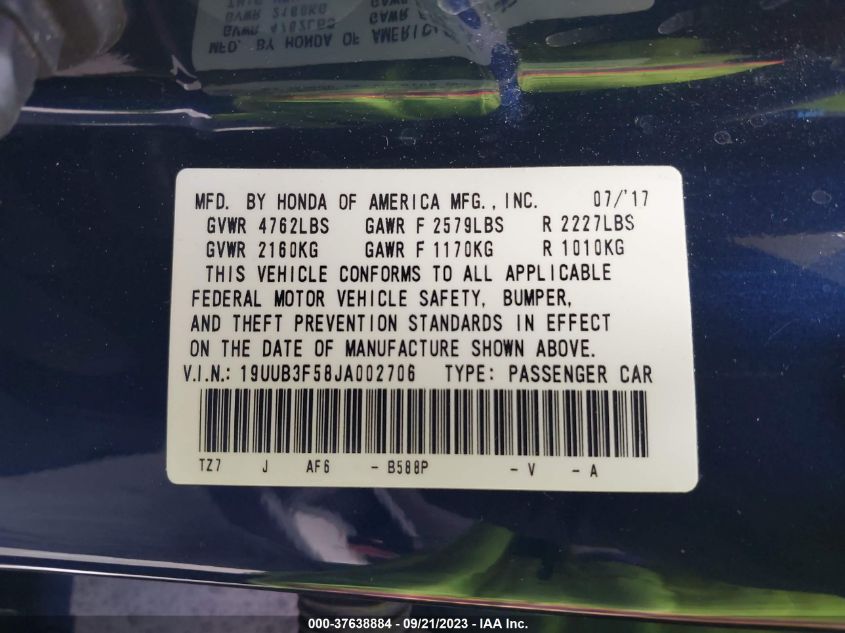 MFD. BY HONDA OF AMERICA MFG., INC. 07/'17
GVWR 4762LBS GAWR F 2579LBS R 2227LBS
GVWR 2160KG GAWR F 1170KG R 1010KG
THIS VEHICLE CONFORMS TO ALL APPLICABLE
FEDERAL MOTOR VEHICLE SAFETY, BUMPER,
AND THEFT PREVENTION STANDARDS IN EFFECT
ON THE DATE OF MANUFACTURE SHOWN ABOVE.
V.I.N.: 19UUB3F58JA002706 TYPE: PASSENGER CAR
TZ7 J AF6 - B588P - V - A
000-37638884 - 09/21/2023 - IAA Inc.